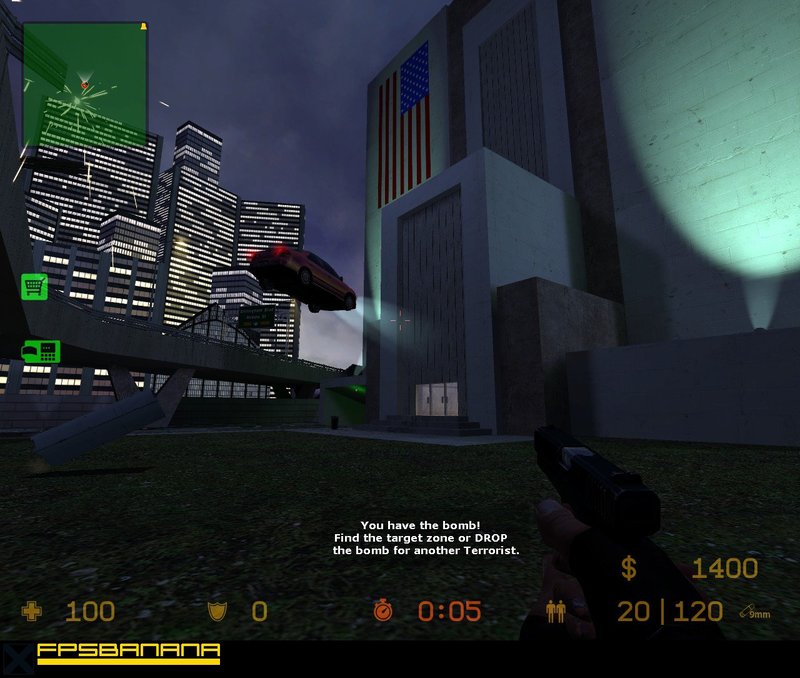 You have the bomb!
Find the target zone or DROP
the bomb for another Terrorist.
$ 1400
100
0
0:05
20|120
9mm
FPSBANANA